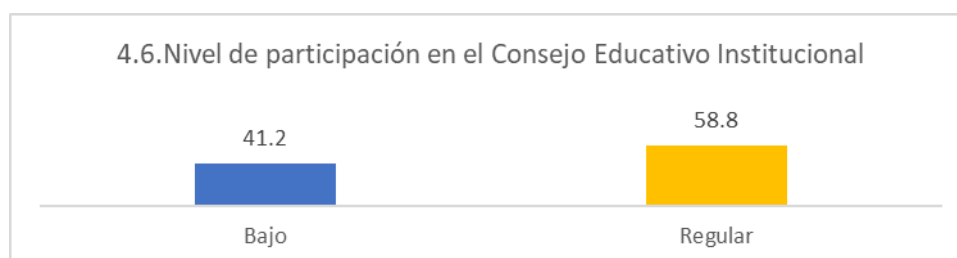 4.6.Nivel de participación en el Consejo Educativo Institucional
58.8
41.2
Bajo Regular